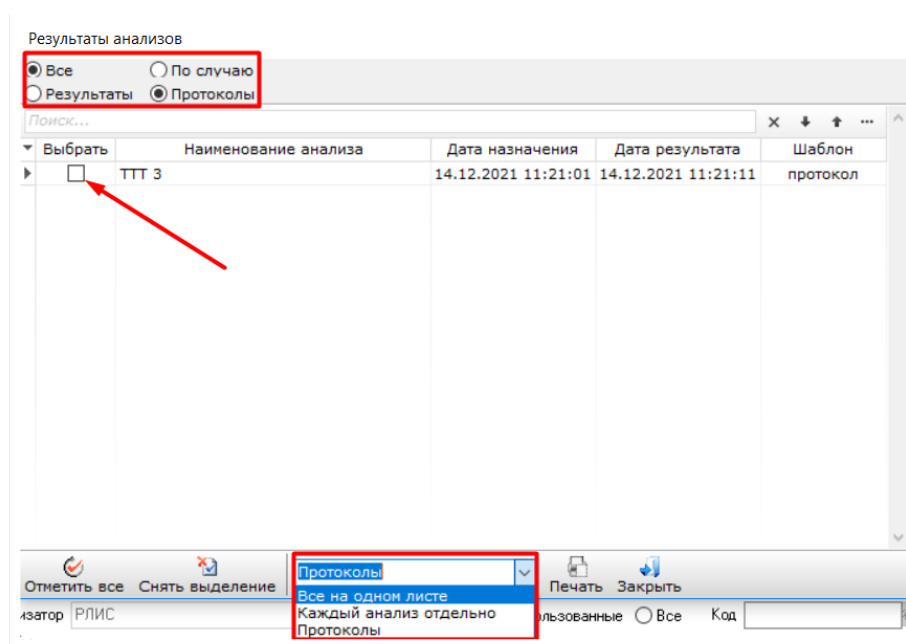 Результаты анализов
Все По случаю
Результаты Протоколы
Поиск...
Выбрать Наименование анализа Дата назначения Дата результата Шаблон
ТТТ 3 14.12.2021 11:21:01 14.12.2021 11:21:11 протокол
Отметить все Снять выделение Протоколы Печать Закрыть
Все на одном листе
изатор РЛИС Каждый анализ отдельно ользованные Все Код
Протоколы